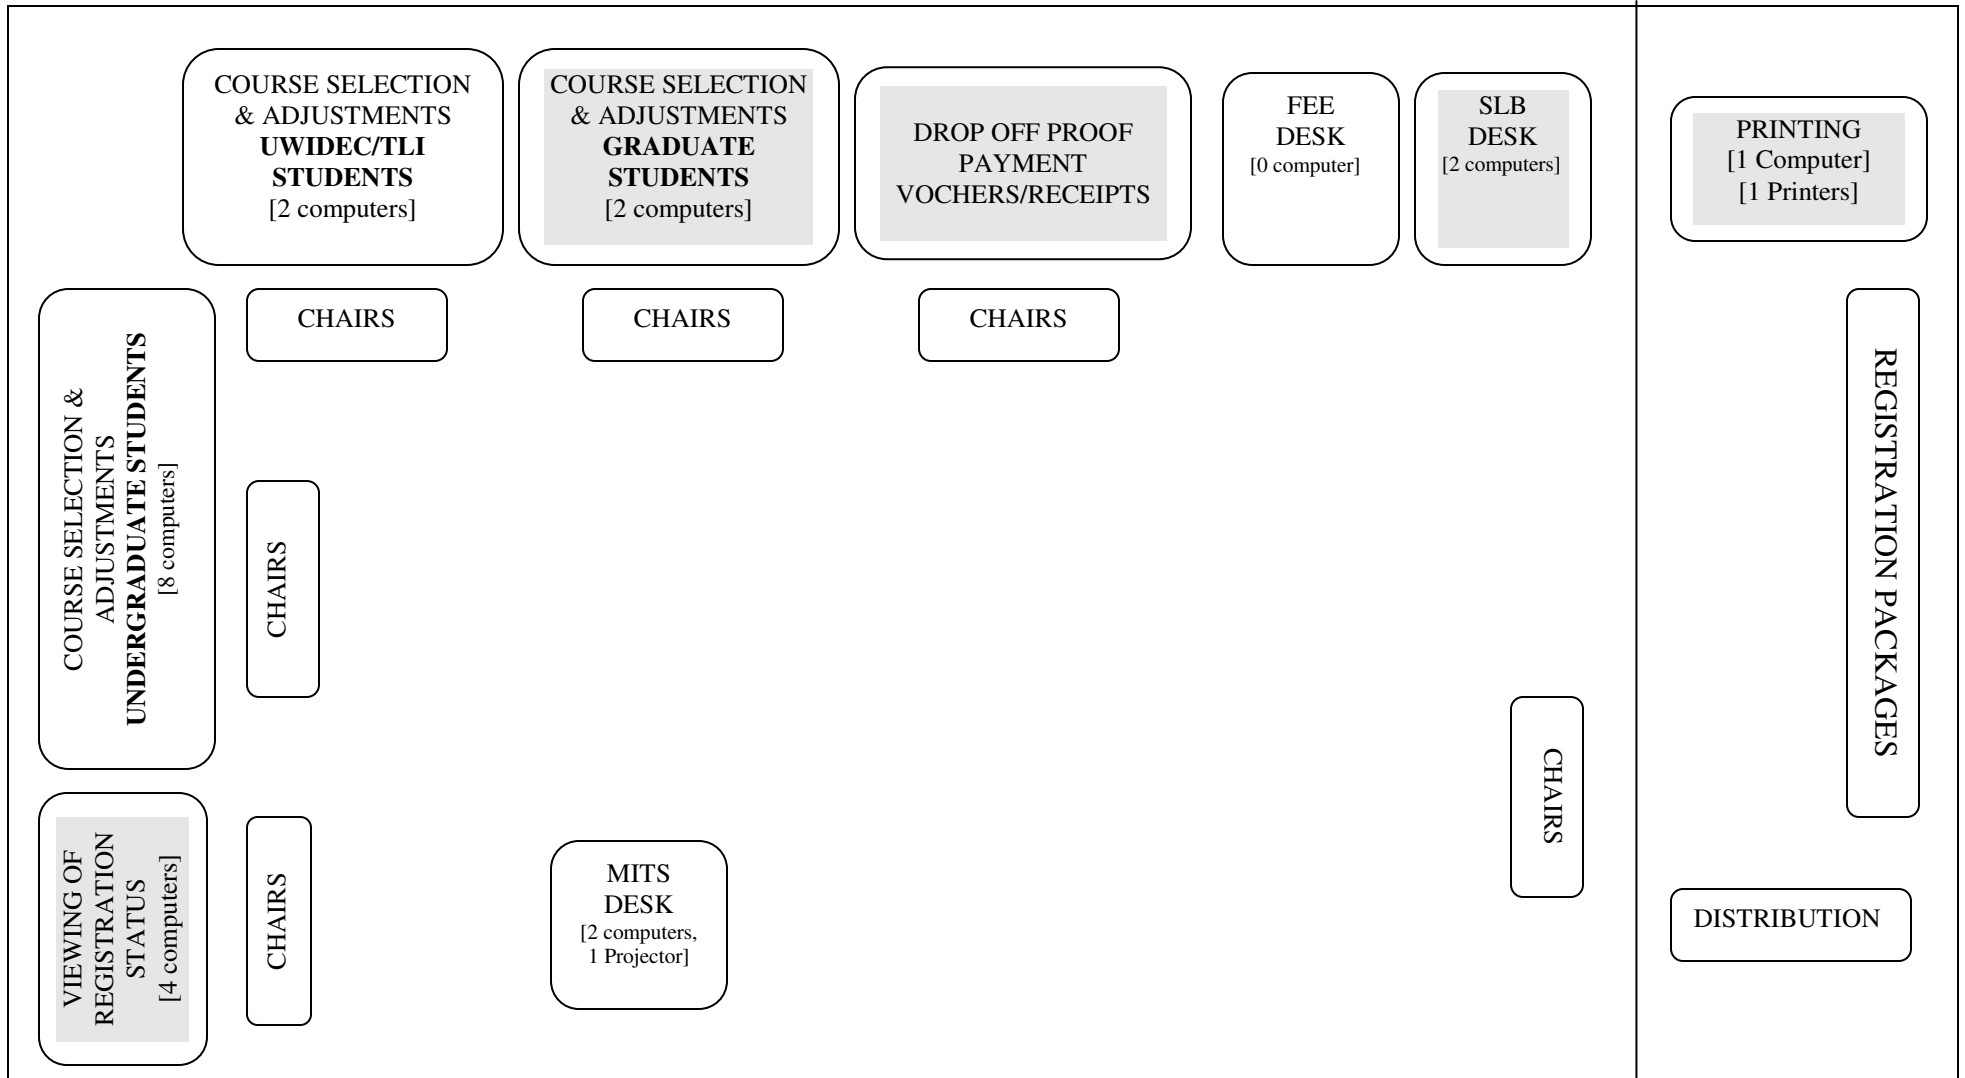 COURSE SELECTION
& ADJUSTMENTS
UWIDEC/TLI
STUDENTS
[2 computers]
COURSE SELECTION
& ADJUSTMENTS
GRADUATE
STUDENTS
[2 computers]
DROP OFF PROOF
PAYMENT
VOCHERS/RECEIPTS
FEE
DESK
[0 computer]
SLB
DESK
[2 computers]
PRINTING
[1 Computer]
[1 Printers]
CHAIRS
CHAIRS
CHAIRS
COURSE SELECTION &
ADJUSTMENTS
UNDERGRADUATE STUDENTS
[8 computers]
CHAIRS
REGISTRATION PACKAGES
CHAIRS
VIEWING OF
REGISTRATION
STATUS
[4 computers]
CHAIRS
MITS
DESK
[2 computers,
1 Projector]
DISTRIBUTION